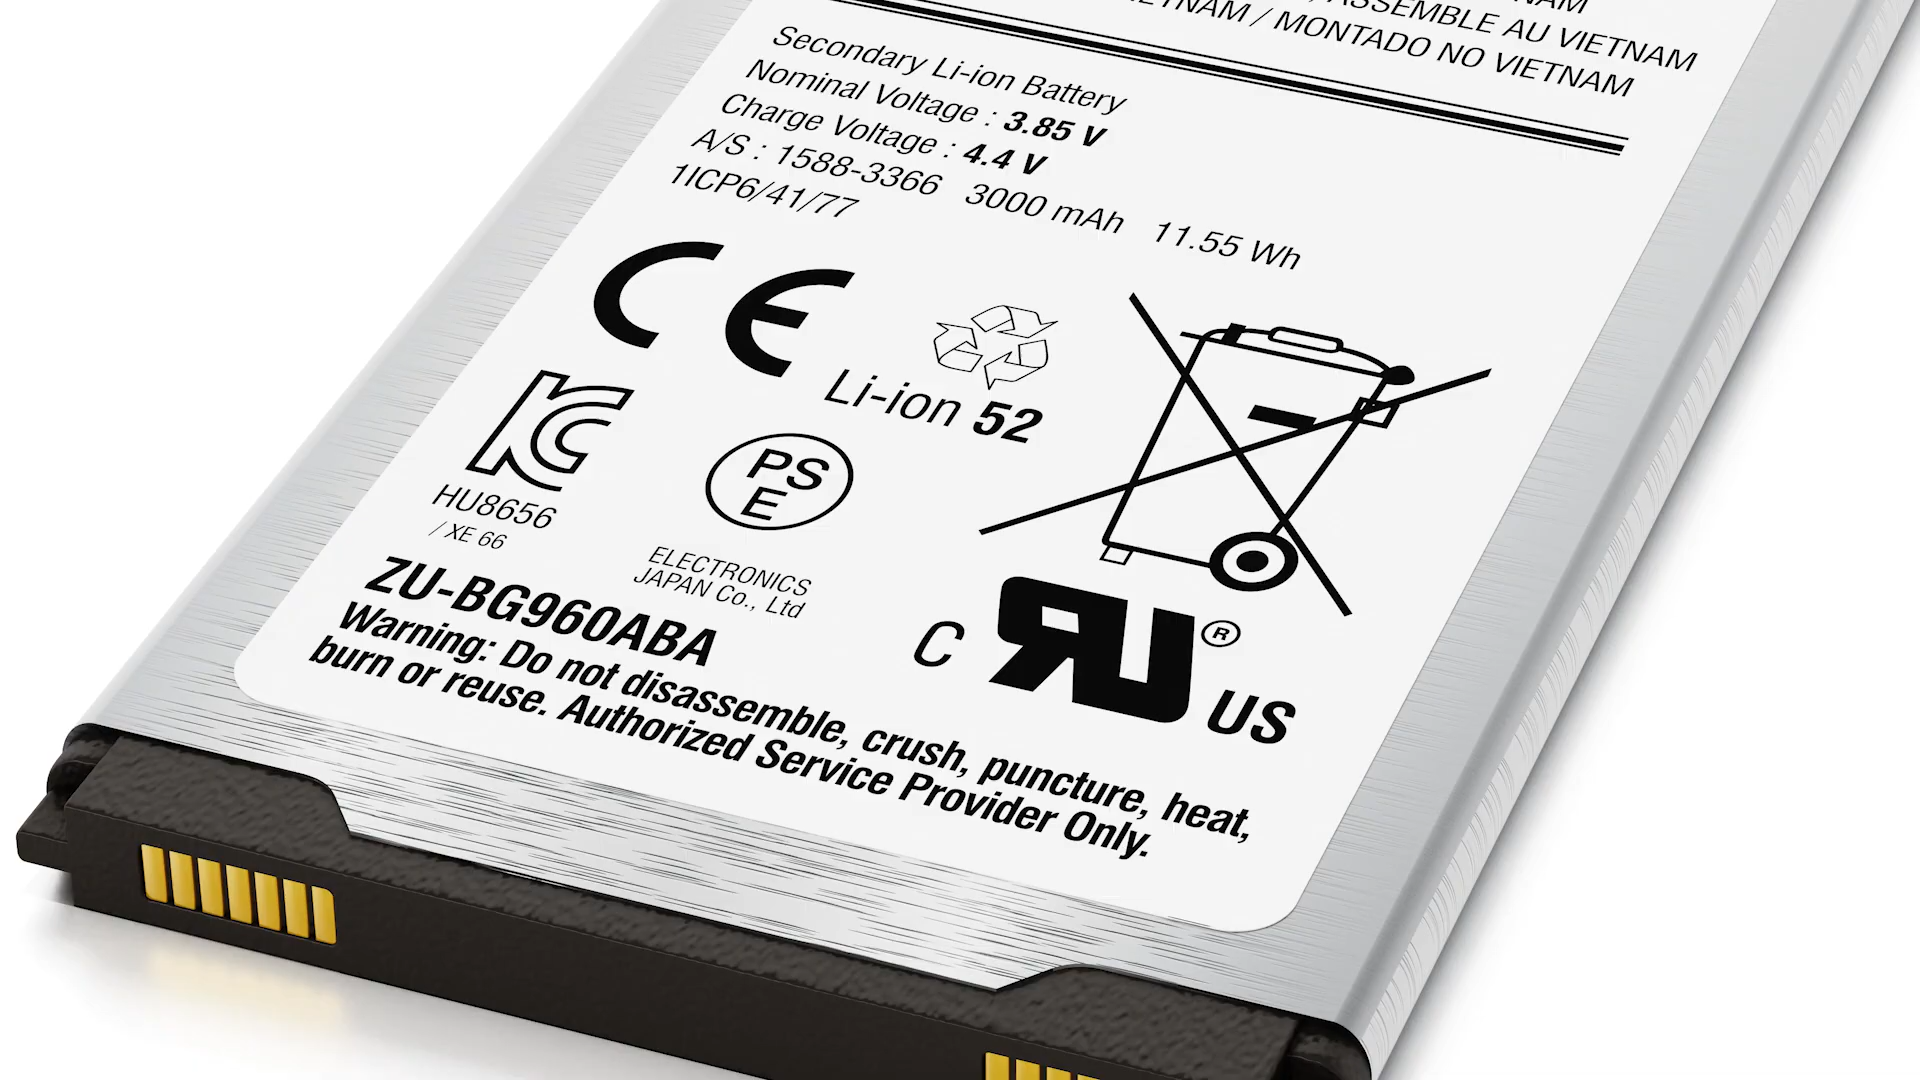 ASSEMBLE AU VIETNAM
/ MONTADO NO VIETNAM
Secondary Li-ion Battery
Nominal Voltage : 3.85 V
Charge Voltage : 4.4 V
A/S : 1588-3366 3000 mAh 11.55 Wh
1ICP6/41/77
CE
Li-ion 52
KC
HU8656
/ XE 66
PS
E
ELECTRONICS
JAPAN Co., Ltd
C RU ® US
ZU-BG960ABA
Warning: Do not disassemble, crush, puncture, heat,
burn or reuse. Authorized Service Provider Only.